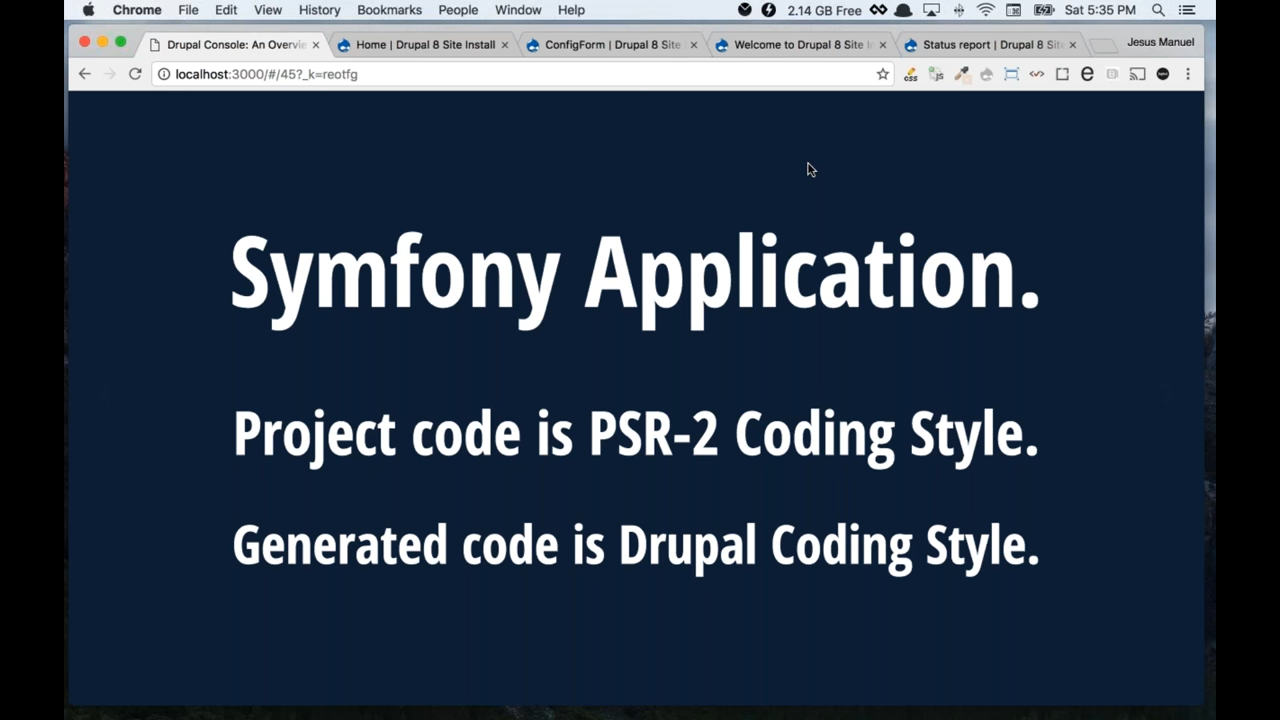 Chrome File Edit View History Bookmarks People Window Help 2.14 GB Free Sat 5:35 PM
Drupal Console: An Overvie Home | Drupal 8 Site Install ConfigForm | Drupal 8 Site Welcome to Drupal 8 Site In Status report | Drupal 8 Site Jesus Manuel
localhost:3000/#/45?_k=reotfg
Symfony Application.
Project code is PSR-2 Coding Style.
Generated code is Drupal Coding Style.